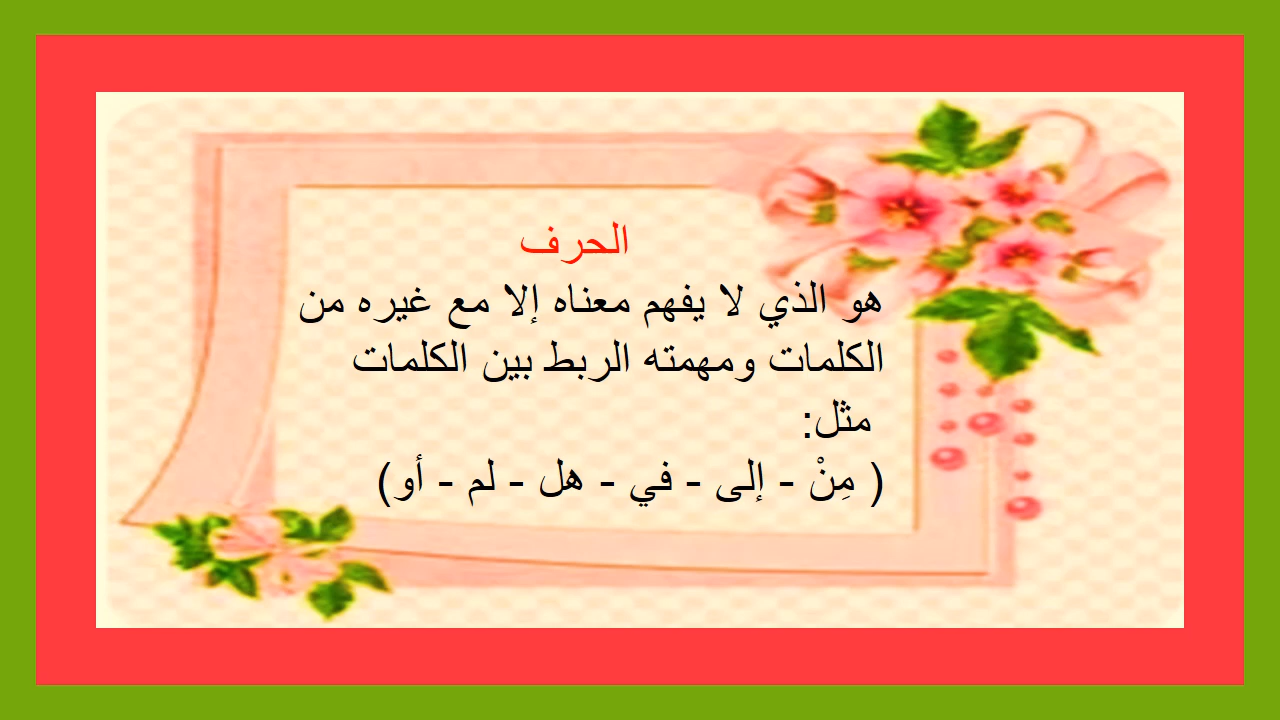 الحرف
هو الذي لا يفهم معناه إلا مع غيره من
الكلمات ومهمته الربط بين الكلمات
مثل:
( مِنْ - إلى - في - هل - لم - أو)